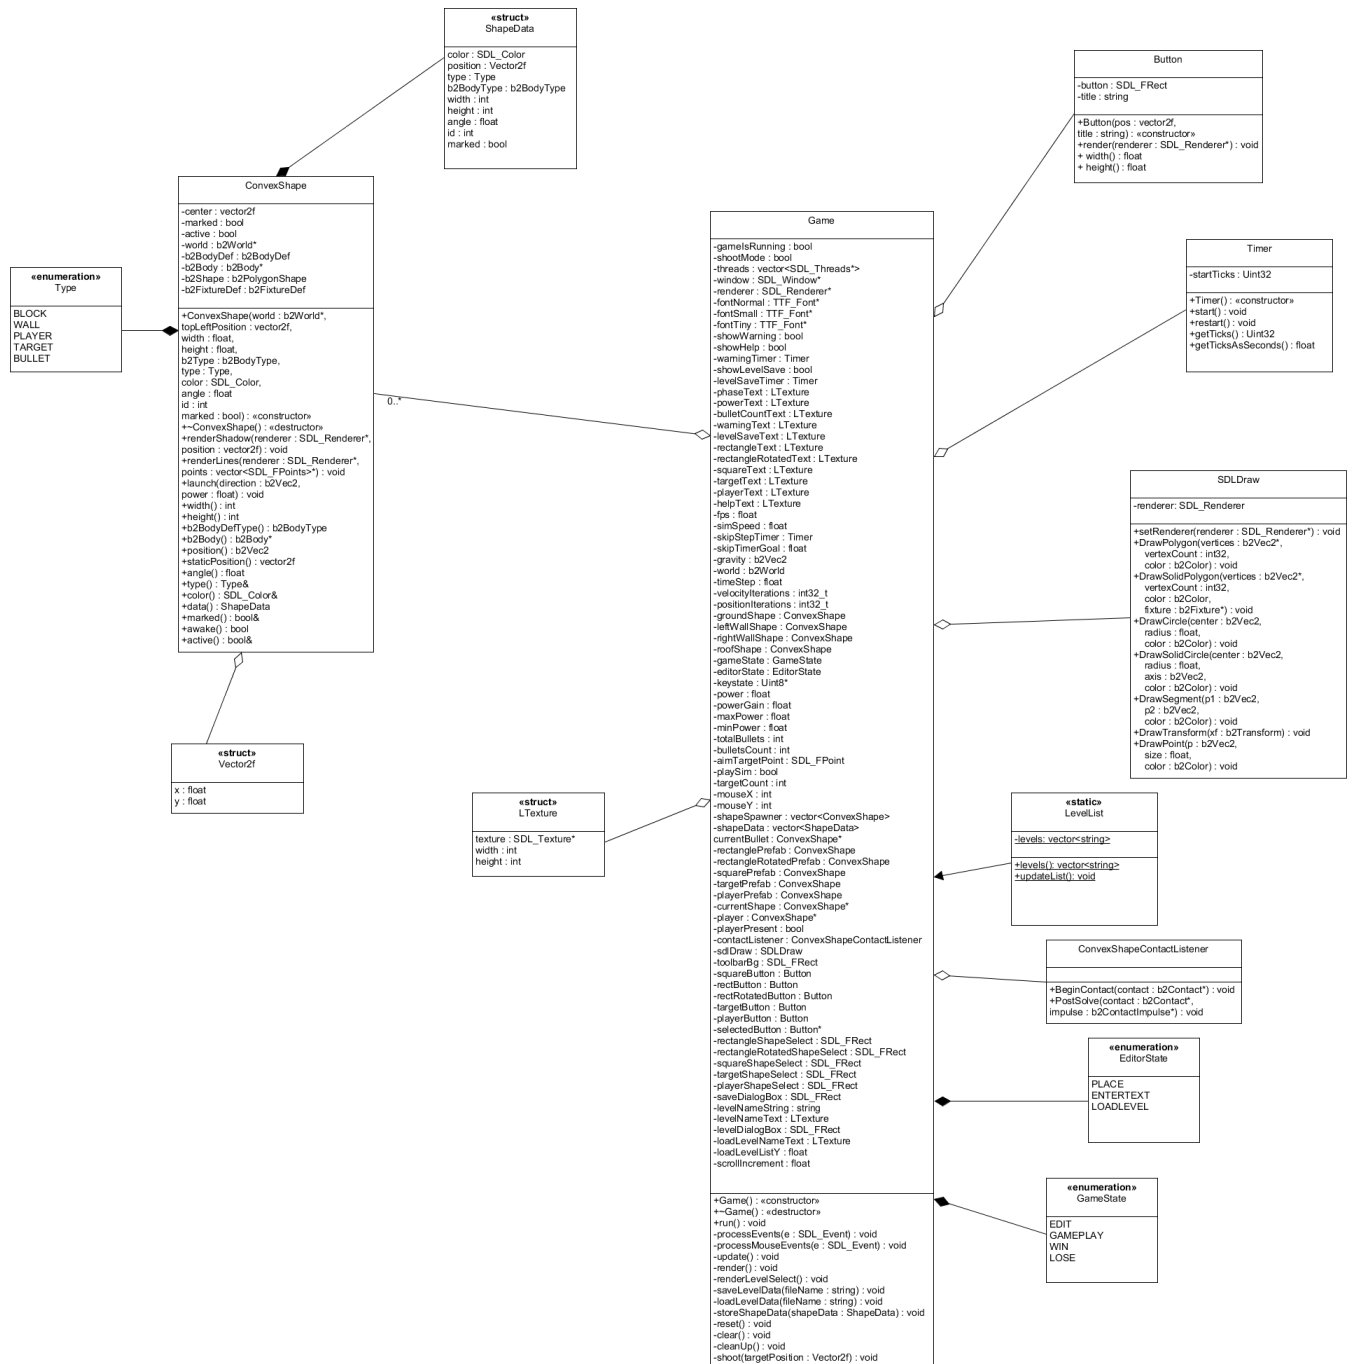 «struct»
ShapeData
color : SDL_Color
position : Vector2f
type : Type
b2BodyType : b2BodyType
width : int
height : int
angle : float
id : int
marked : bool
Button
-button : SDL_FRect
-title : string
+Button(pos : vector2f,
title : string) : «constructor»
+render(renderer : SDL_Renderer*) : void
+ width() : float
+ height() : float
ConvexShape
-center : vector2f
-marked : bool
-active : bool
-world : b2World*
-b2BodyDef : b2BodyDef
-b2Body : b2Body*
-b2Shape : b2PolygonShape
-b2FixtureDef : b2FixtureDef
+ConvexShape(world : b2World*,
topLeftPosition : vector2f,
width : float,
height : float,
b2Type : b2BodyType,
type : Type,
color : SDL_Color,
angle : float
id : int
marked : bool) : «constructor»
+~ConvexShape() : «destructor»
+renderShadow(renderer : SDL_Renderer*,
position : vector2f) : void
+renderLines(renderer : SDL_Renderer*,
points : vector<SDL_FPoints>*) : void
+launch(direction : b2Vec2,
power : float) : void
+width() : int
+height() : int
+b2BodyDefType() : b2BodyType
+b2Body() : b2Body*
+position() : b2Vec2
+staticPosition() : vector2f
+angle() : float
+type() : Type&
+color() : SDL_Color&
+data() : ShapeData
+marked() : bool&
+awake() : bool
+active() : bool&
«enumeration»
Type
BLOCK
WALL
PLAYER
TARGET
BULLET
0..*
«struct»
Vector2f
x : float
y : float
«struct»
LTexture
texture : SDL_Texture*
width : int
height : int
Game
-gameIsRunning : bool
-shootMode : bool
-threads : vector<SDL_Threads*>
-window : SDL_Window*
-renderer : SDL_Renderer*
-fontNormal : TTF_Font*
-fontSmall : TTF_Font*
-fontTiny : TTF_Font*
-showWarning : bool
-showHelp : bool
-warningTimer : Timer
-showLevelSave : bool
-levelSaveTimer : Timer
-phaseText : LTexture
-powerText : LTexture
-bulletCountText : LTexture
-warningText : LTexture
-levelSaveText : LTexture
-rectangleText : LTexture
-rectangleRotatedText : LTexture
-squareText : LTexture
-targetText : LTexture
-playerText : LTexture
-helpText : LTexture
-fps : float
-simSpeed : float
-skipStepTimer : Timer
-skipTimerGoal : float
-gravity : b2Vec2
-world : b2World
-timeStep : float
-velocityIterations : int32_t
-positionIterations : int32_t
-groundShape : ConvexShape
-leftWallShape : ConvexShape
-rightWallShape : ConvexShape
-roofShape : ConvexShape
-gameState : GameState
-editorState : EditorState
-keystate : Uint8*
-power : float
-powerGain : float
-maxPower : float
-minPower : float
-totalBullets : int
-bulletsCount : int
-aimTargetPoint : SDL_FPoint
-playSim : bool
-targetCount : int
-mouseX : int
-mouseY : int
-shapeSpawner : vector<ConvexShape>
-shapeData : vector<ShapeData>
currentBullet : ConvexShape*
-rectanglePrefab : ConvexShape
-rectangleRotatedPrefab : ConvexShape
-squarePrefab : ConvexShape
-targetPrefab : ConvexShape
-playerPrefab : ConvexShape
-currentShape : ConvexShape*
-player : ConvexShape*
-playerPresent : bool
-contactListener : ConvexShapeContactListener
-sdlDraw : SDLDraw
-toolbarBg : SDL_FRect
-squareButton : Button
-rectButton : Button
-rectRotatedButton : Button
-targetButton : Button
-playerButton : Button
-selectedButton : Button*
-rectangleShapeSelect : SDL_FRect
-rectangleRotatedShapeSelect : SDL_FRect
-squareShapeSelect : SDL_FRect
-targetShapeSelect : SDL_FRect
-playerShapeSelect : SDL_FRect
-saveDialogBox : SDL_FRect
-levelNameString : string
-levelNameText : LTexture
-levelDialogBox : SDL_FRect
-loadLevelNameText : LTexture
-loadLevelListY : float
-scrollIncrement : float
+Game() : «constructor»
+~Game() : «destructor»
+run() : void
-processEvents(e : SDL_Event) : void
-processMouseEvents(e : SDL_Event) : void
-update() : void
-render() : void
-renderLevelSelect() : void
-saveLevelData(fileName : string) : void
-loadLevelData(fileName : string) : void
-storeShapeData(shapeData : ShapeData) : void
-reset() : void
-clear() : void
-cleanUp() : void
-shoot(targetPosition : Vector2f) : void
Timer
-startTicks : Uint32
+Timer() : «constructor»
+start() : void
+restart() : void
+getTicks() : Uint32
+getTicksAsSeconds() : float
SDLDraw
-renderer: SDL_Renderer
+setRenderer(renderer : SDL_Renderer*) : void
+DrawPolygon(vertices : b2Vec2*,
vertexCount : int32,
color : b2Color) : void
+DrawSolidPolygon(vertices : b2Vec2*,
vertexCount : int32,
color : b2Color,
fixture : b2Fixture*) : void
+DrawCircle(center : b2Vec2,
radius : float,
color : b2Color) : void
+DrawSolidCircle(center : b2Vec2,
radius : float,
axis : b2Vec2,
color : b2Color) : void
+DrawSegment(p1 : b2Vec2,
p2 : b2Vec2,
color : b2Color) : void
+DrawTransform(xf : b2Transform) : void
+DrawPoint(p : b2Vec2,
size : float,
color : b2Color) : void
«static»
LevelList
-levels: vector<string>
+levels(): vector<string>
+updateList(): void
ConvexShapeContactListener
+BeginContact(contact : b2Contact*) : void
+PostSolve(contact : b2Contact*,
impulse : b2ContactImpulse*) : void
«enumeration»
EditorState
PLACE
ENTERTEXT
LOADLEVEL
«enumeration»
GameState
EDIT
GAMEPLAY
WIN
LOSE